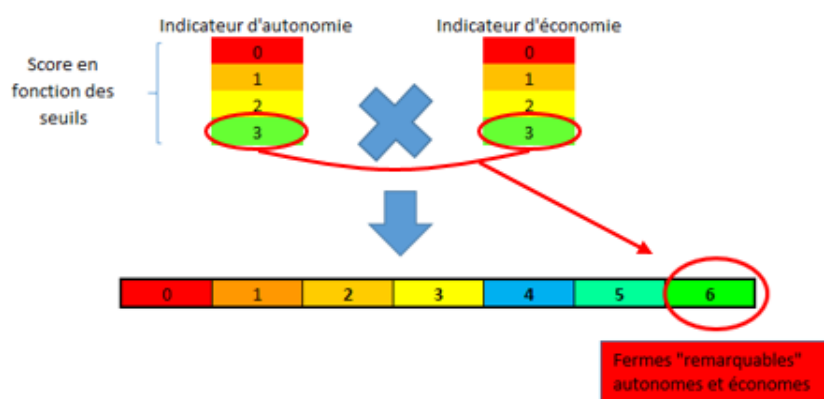 Indicateur d'autonomie Indicateur d'économie
Score en
fonction des
seuils
0 0
1 1
2 2
3 3
0 1 2 3 4 5 6
Fermes "remarquables"
autonomes et économes